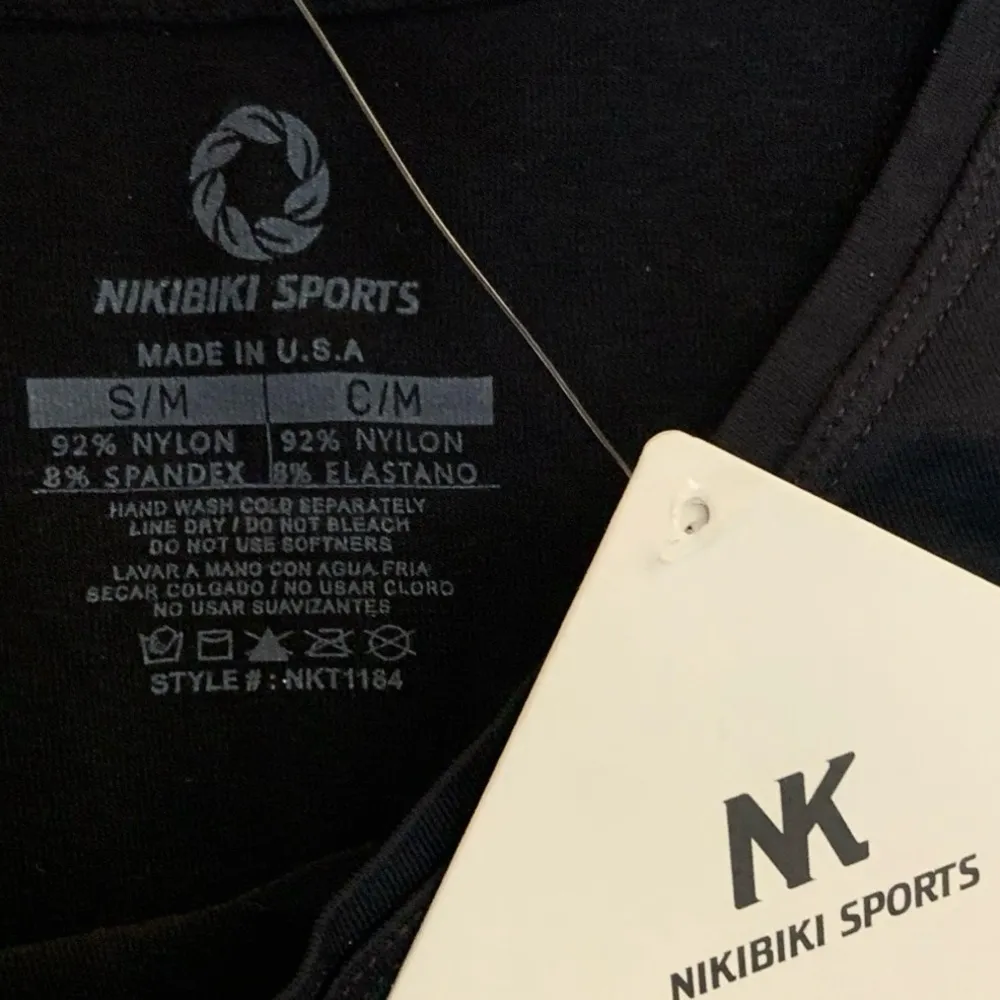 NIKIBIKI SPORTS
MADE IN U.S.A
S/M C/M
92% NYLON 92% NYILON
8% SPANDEX 8% ELASTANO
HAND WASH COLD SEPARATELY
LINE DRY / DO NOT BLEACH
DO NOT USE SOFTNERS
LAVAR A MANO CON AGUA FRIA
SECAR COLGADO / NO USAR CLORO
NO USAR SUAVIZANTES
STYLE # : NKT1184
NK
NIKIBIKI SPORTS